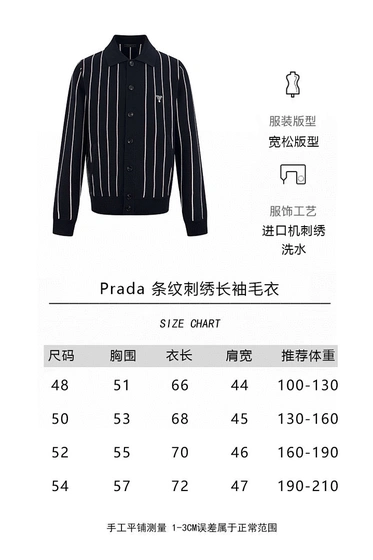 服装版型
宽松版型
服饰工艺
进口机刺绣
洗水
Prada 条纹刺绣长袖毛衣
SIZE CHART
尺码 胸围 衣长 肩宽 推荐体重
48 51 66 44 100-130
50 53 68 45 130-160
52 55 70 46 160-190
54 57 72 47 190-210
手工平铺测量 1-3CM误差属于正常范围